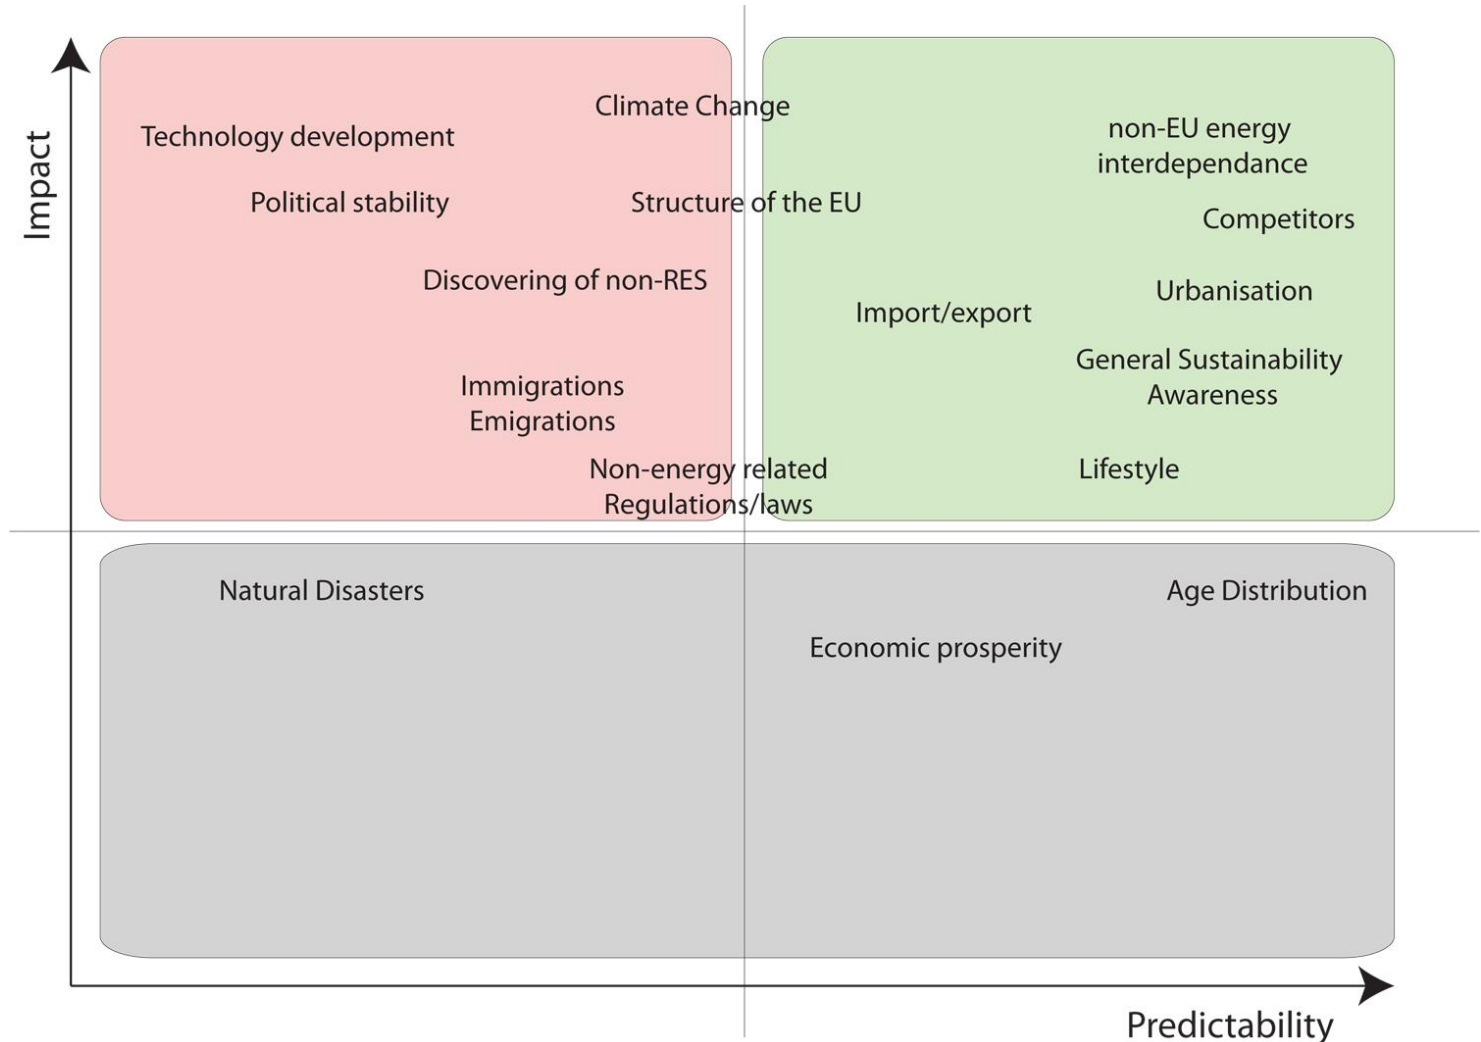 Impact
Climate Change
Technology development
non-EU energy
interdependance
Political stability
Structure of the EU
Competitors
Discovering of non-RES
Urbanisation
Import/export
General Sustainability
Awareness
Immigrations
Emigrations
Non-energy related
Regulations/laws
Lifestyle
Natural Disasters
Age Distribution
Economic prosperity
Predictability